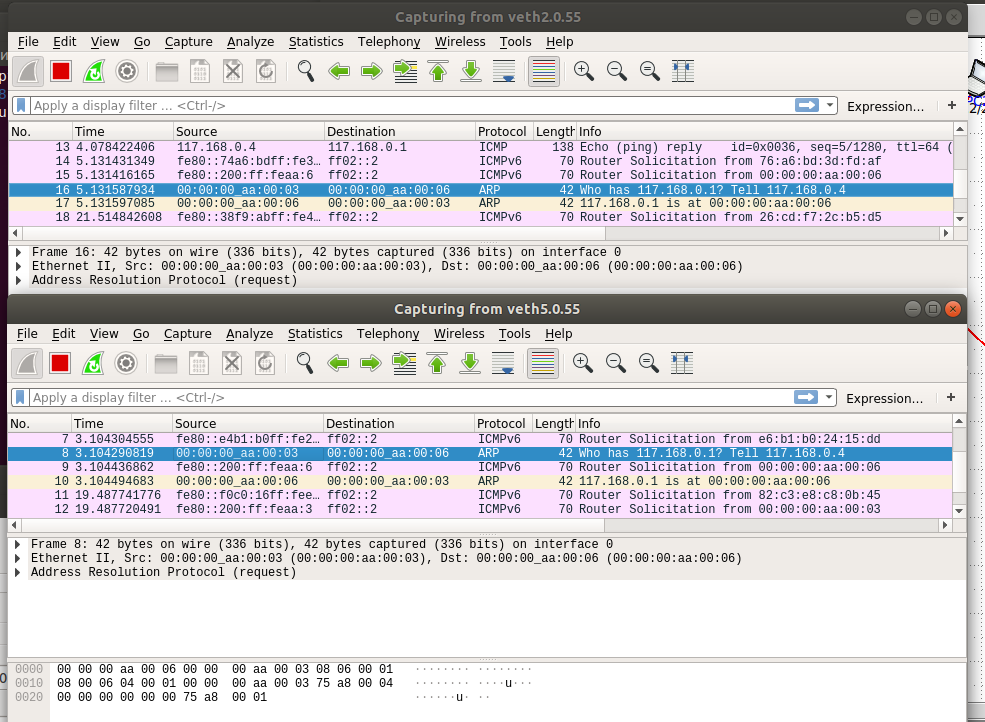 Capturing from veth2.0.55
File Edit View Go Capture Analyze Statistics Telephony Wireless Tools Help
Apply a display filter ... <Ctrl-/> Expression... +
No. Time Source Destination Protocol Length Info
13 4.078422406 117.168.0.4 117.168.0.1 ICMP 138 Echo (ping) reply id=0x0036, seq=5/1280, ttl=64 (
14 5.131431349 fe80::74a6:bdff:fe3… ff02::2 ICMPv6 70 Router Solicitation from 76:a6:bd:3d:fd:af
15 5.131416165 fe80::200:ff:feaa:6 ff02::2 ICMPv6 70 Router Solicitation from 00:00:00:aa:00:06
16 5.131587934 00:00:00_aa:00:03 00:00:00_aa:00:06 ARP 42 Who has 117.168.0.1? Tell 117.168.0.4
17 5.131597085 00:00:00_aa:00:06 00:00:00_aa:00:03 ARP 42 117.168.0.1 is at 00:00:00:aa:00:06
18 21.514842608 fe80::38f9:abff:fe4… ff02::2 ICMPv6 70 Router Solicitation from 26:cd:f7:2c:b5:d5
Frame 16: 42 bytes on wire (336 bits), 42 bytes captured (336 bits) on interface 0
Ethernet II, Src: 00:00:00_aa:00:03 (00:00:00:aa:00:03), Dst: 00:00:00_aa:00:06 (00:00:00:aa:00:06)
Address Resolution Protocol (request)
Capturing from veth5.0.55
File Edit View Go Capture Analyze Statistics Telephony Wireless Tools Help
Apply a display filter ... <Ctrl-/> Expression... +
No. Time Source Destination Protocol Length Info
7 3.104304555 fe80::e4b1:b0ff:fe2… ff02::2 ICMPv6 70 Router Solicitation from e6:b1:b0:24:15:dd
8 3.104290819 00:00:00_aa:00:03 00:00:00_aa:00:06 ARP 42 Who has 117.168.0.1? Tell 117.168.0.4
9 3.104436862 fe80::200:ff:feaa:6 ff02::2 ICMPv6 70 Router Solicitation from 00:00:00:aa:00:06
10 3.104494683 00:00:00_aa:00:06 00:00:00_aa:00:03 ARP 42 117.168.0.1 is at 00:00:00:aa:00:06
11 19.487741776 fe80::f0c0:16ff:fee… ff02::2 ICMPv6 70 Router Solicitation from 82:c3:e8:c8:0b:45
12 19.487720491 fe80::200:ff:feaa:3 ff02::2 ICMPv6 70 Router Solicitation from 00:00:00:aa:00:03
Frame 8: 42 bytes on wire (336 bits), 42 bytes captured (336 bits) on interface 0
Ethernet II, Src: 00:00:00_aa:00:03 (00:00:00:aa:00:03), Dst: 00:00:00_aa:00:06 (00:00:00:aa:00:06)
Address Resolution Protocol (request)
0000 00 00 00 aa 00 06 00 00 00 aa 00 03 08 06 00 01 ········ ········
0010 08 00 06 04 00 01 00 00 00 aa 00 03 75 a8 00 04 ········ ····u···
0020 00 00 00 00 00 00 75 a8 00 01 ······u· ··